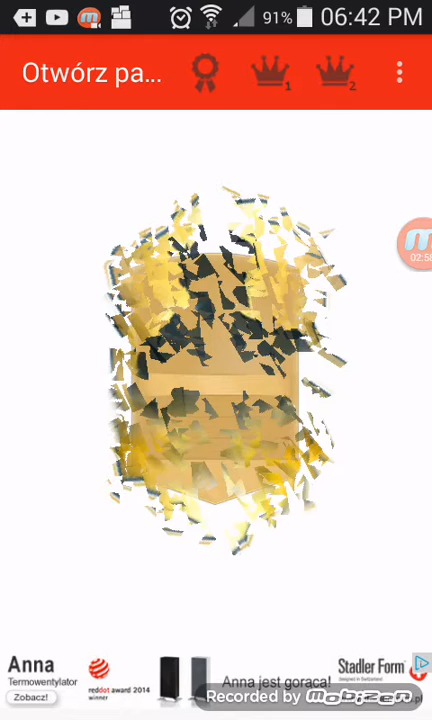 91% 06:42 PM
Otwórz pa...
1
2
02:58
Anna
Termowentylator
Zobacz!
reddot award 2014
winner
Anna jest gorąca!
Stadler Form
Designed in Switzerland
Recorded by mobizen